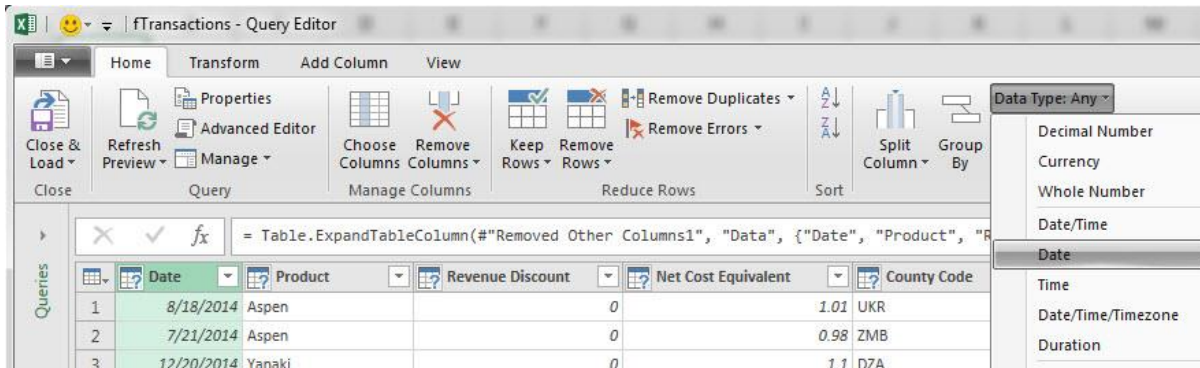 fTransactions - Query Editor
Home Transform Add Column View
Close & Load
Refresh Preview
Properties
Advanced Editor
Manage
Choose Columns
Remove Columns
Keep Rows
Remove Rows
Remove Duplicates
Remove Errors
Split Column
Group By
Data Type: Any
Close Query Manage Columns Reduce Rows Sort
Decimal Number
Currency
Whole Number
Date/Time
Date
Time
Date/Time/Timezone
Duration
fx = Table.ExpandTableColumn(#"Removed Other Columns1", "Data", {"Date", "Product", "R
Queries
Date Product Revenue Discount Net Cost Equivalent County Code
1 8/18/2014 Aspen 0 1.01 UKR
2 7/21/2014 Aspen 0 0.98 ZMB
3 12/20/2014 Yanaki 0 1.1 DZA